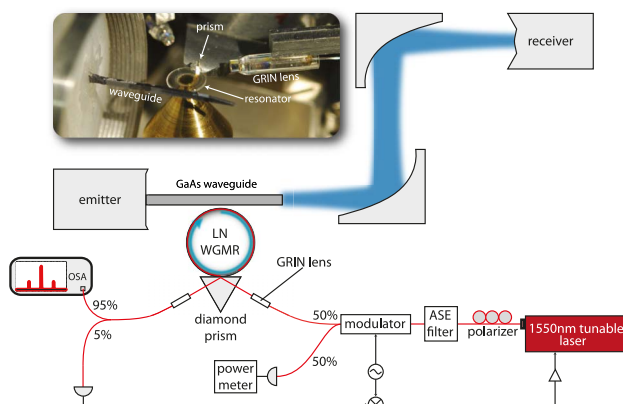 prism
GRIN lens
waveguide
resonator
receiver
emitter
GaAs waveguide
LN
WGMR
GRIN lens
OSA
95%
5%
diamond
prism
50%
50%
modulator
ASE
filter
polarizer
1550nm tunable
laser
power
meter